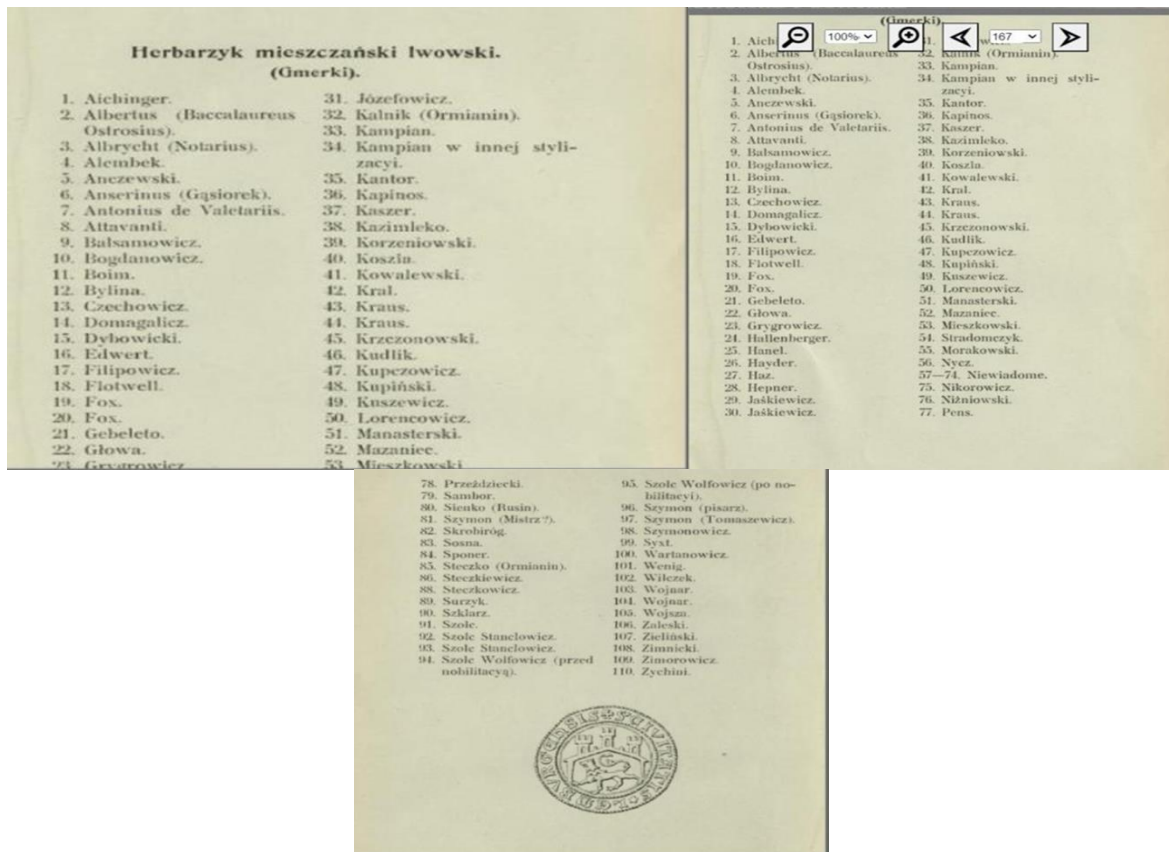 Herbarzyk mieszczański lwowski.
(Gmerki).
1. Aichinger.
2. Albertus (Baccalaureus
Ostrosius).
3. Albrycht (Notarius).
4. Alembek.
5. Anczewski.
6. Anserinus (Gąsiorek).
7. Antonius de Valetariis.
8. Attavanti.
9. Balsamowicz.
10. Bogdanowicz.
11. Boim.
12. Bylina.
13. Czechowicz.
14. Domagalicz.
15. Dybowicki.
16. Edwert.
17. Filipowicz.
18. Flotwell.
19. Fox.
20. Fox.
21. Gebeleto.
22. Głowa.
23. Grygrowicz
31. Józefowicz.
32. Kalnik (Ormianin).
33. Kampian.
34. Kampian w innej styli-
zacyi.
35. Kantor.
36. Kapinos.
37. Kaszer.
38. Kazimleko.
39. Korzeniowski.
40. Koszla.
41. Kowalewski.
42. Kral.
43. Kraus.
44. Kraus.
45. Krzczonowski.
46. Kudlik.
47. Kupczowicz.
48. Kupiński.
49. Kuszewicz.
50. Lorencowicz.
51. Manasterski.
52. Mazaniec.
53. Mieszkowski
(Gmerki).
100%
167
1. Aich
2. Albertus (Baccalaureus
Ostrosius).
3. Albrycht (Notarius).
4. Alembek.
5. Anczewski.
6. Anserinus (Gąsiorek).
7. Antonius de Valetariis.
8. Attavanti.
9. Balsamowicz.
10. Bogdanowicz.
11. Boim.
12. Bylina.
13. Czechowicz.
14. Domagalicz.
15. Dybowicki.
16. Edwert.
17. Filipowicz.
18. Flotwell.
19. Fox.
20. Fox.
21. Gebeleto.
22. Głowa.
23. Grygrowicz.
24. Hallenberger.
25. Hanel.
26. Hayder.
27. Haz.
28. Hepner.
29. Jaśkiewicz.
30. Jaśkiewicz.
32. Kalnik (Ormianin).
33. Kampian.
34. Kampian w innej styli-
zacyi.
35. Kantor.
36. Kapinos.
37. Kaszer.
38. Kazimleko.
39. Korzeniowski.
40. Koszla.
41. Kowalewski.
42. Kral.
43. Kraus.
44. Kraus.
45. Krzczonowski.
46. Kudlik.
47. Kupczowicz.
48. Kupiński.
49. Kuszewicz.
50. Lorencowicz.
51. Manasterski.
52. Mazaniec.
53. Mieszkowski.
54. Stradomczyk.
55. Morakowski.
56. Nycz.
57—74. Niewiadome.
75. Nikorowicz.
76. Niżniowski.
77. Pens.
78. Przeździecki.
79. Sambor.
80. Sienko (Rusin).
81. Szymon (Mistrz?).
82. Skrobiróg.
83. Sosna.
84. Sponer.
85. Steczko (Ormianin).
86. Steczkiewicz.
88. Steczkowicz.
89. Surzyk.
90. Szklarz.
91. Szolc.
92. Szolc Stanclowicz.
93. Szolc Stanclowicz.
94. Szolc Wolfowicz (przed
nobilitacyą).
95. Szolc Wolfowicz (po no-
bilitacyi).
96. Szymon (pisarz).
97. Szymon (Tomaszewicz).
98. Szymonowicz.
99. Syxt.
100. Wartanowicz.
101. Wenig.
102. Wilczek.
103. Wojnar.
104. Wojnar.
105. Wojsza.
106. Zaleski.
107. Zieliński.
108. Zimnicki.
109. Zimorowicz.
110. Zychini.